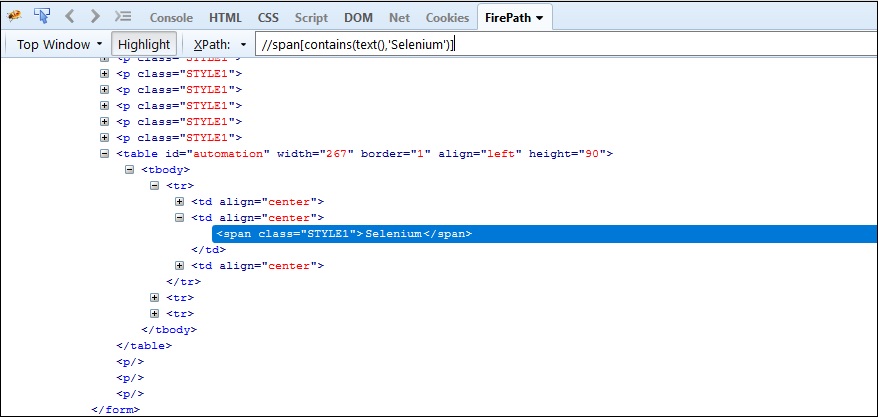 Console HTML CSS Script DOM Net Cookies FirePath
Top Window Highlight XPath: //span[contains(text(),'Selenium')]
<p class="STYLE1">
<p class="STYLE1">
<p class="STYLE1">
<p class="STYLE1">
<p class="STYLE1">
<p class="STYLE1">
<table id="automation" width="267" border="1" align="left" height="90">
<tbody>
<tr>
<td align="center">
<td align="center">
<span class="STYLE1">Selenium</span>
</td>
<td align="center">
</tr>
<tr>
<tr>
</tbody>
</table>
<p/>
<p/>
<p/>
</form>